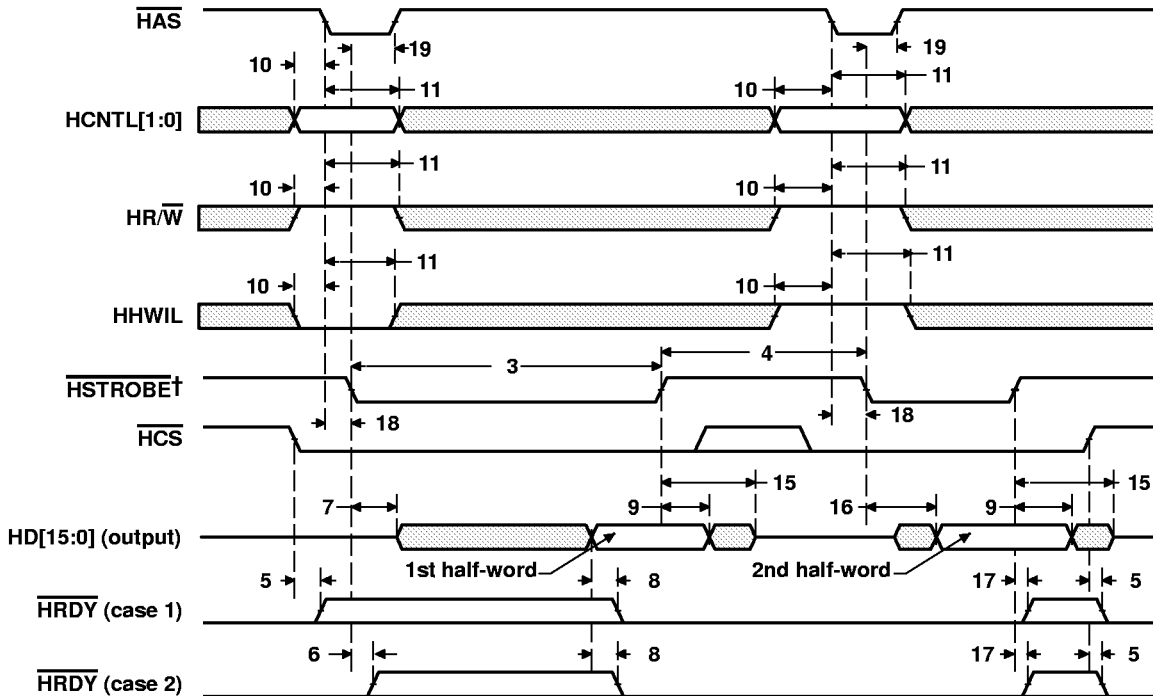 HAS
19
19
10
11
10
11
HCNTL[1:0]
11
11
10
10
HR/W
11
11
10
10
HHWIL
3
4
HSTROBE†
18
18
HCS
15
15
7
9
16
9
HD[15:0] (output)
1st half-word
2nd half-word
5
8
17
5
HRDY (case 1)
6
8
17
5
HRDY (case 2)